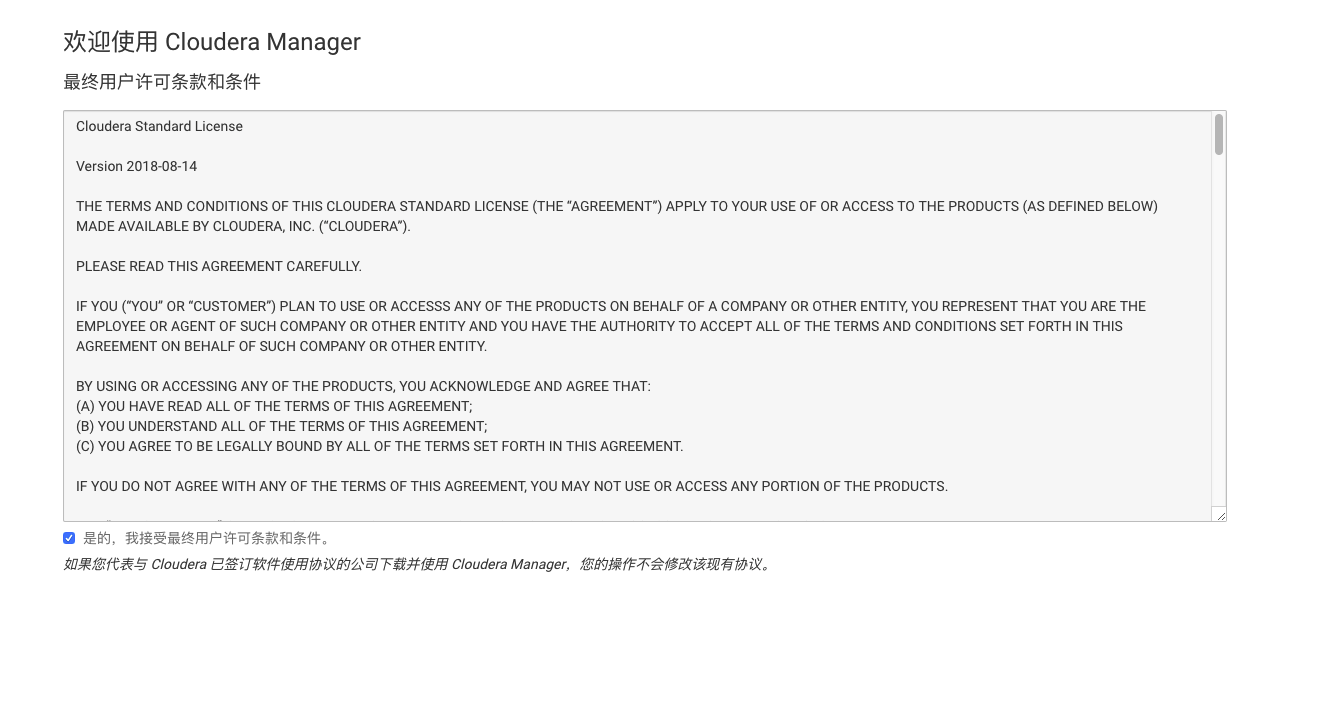 欢迎使用 Cloudera Manager
最终用户许可条款和条件
Cloudera Standard License
Version 2018-08-14
THE TERMS AND CONDITIONS OF THIS CLOUDERA STANDARD LICENSE (THE “AGREEMENT”) APPLY TO YOUR USE OF OR ACCESS TO THE PRODUCTS (AS DEFINED BELOW)
MADE AVAILABLE BY CLOUDERA, INC. (“CLOUDERA”).
PLEASE READ THIS AGREEMENT CAREFULLY.
IF YOU (“YOU” OR “CUSTOMER”) PLAN TO USE OR ACCESSS ANY OF THE PRODUCTS ON BEHALF OF A COMPANY OR OTHER ENTITY, YOU REPRESENT THAT YOU ARE THE
EMPLOYEE OR AGENT OF SUCH COMPANY OR OTHER ENTITY AND YOU HAVE THE AUTHORITY TO ACCEPT ALL OF THE TERMS AND CONDITIONS SET FORTH IN THIS
AGREEMENT ON BEHALF OF SUCH COMPANY OR OTHER ENTITY.
BY USING OR ACCESSING ANY OF THE PRODUCTS, YOU ACKNOWLEDGE AND AGREE THAT:
(A) YOU HAVE READ ALL OF THE TERMS OF THIS AGREEMENT;
(B) YOU UNDERSTAND ALL OF THE TERMS OF THIS AGREEMENT;
(C) YOU AGREE TO BE LEGALLY BOUND BY ALL OF THE TERMS SET FORTH IN THIS AGREEMENT.
IF YOU DO NOT AGREE WITH ANY OF THE TERMS OF THIS AGREEMENT, YOU MAY NOT USE OR ACCESS ANY PORTION OF THE PRODUCTS.
是的，我接受最终用户许可条款和条件。
如果您代表与 Cloudera 已签订软件使用协议的公司下载并使用 Cloudera Manager，您的操作不会修改该现有协议。